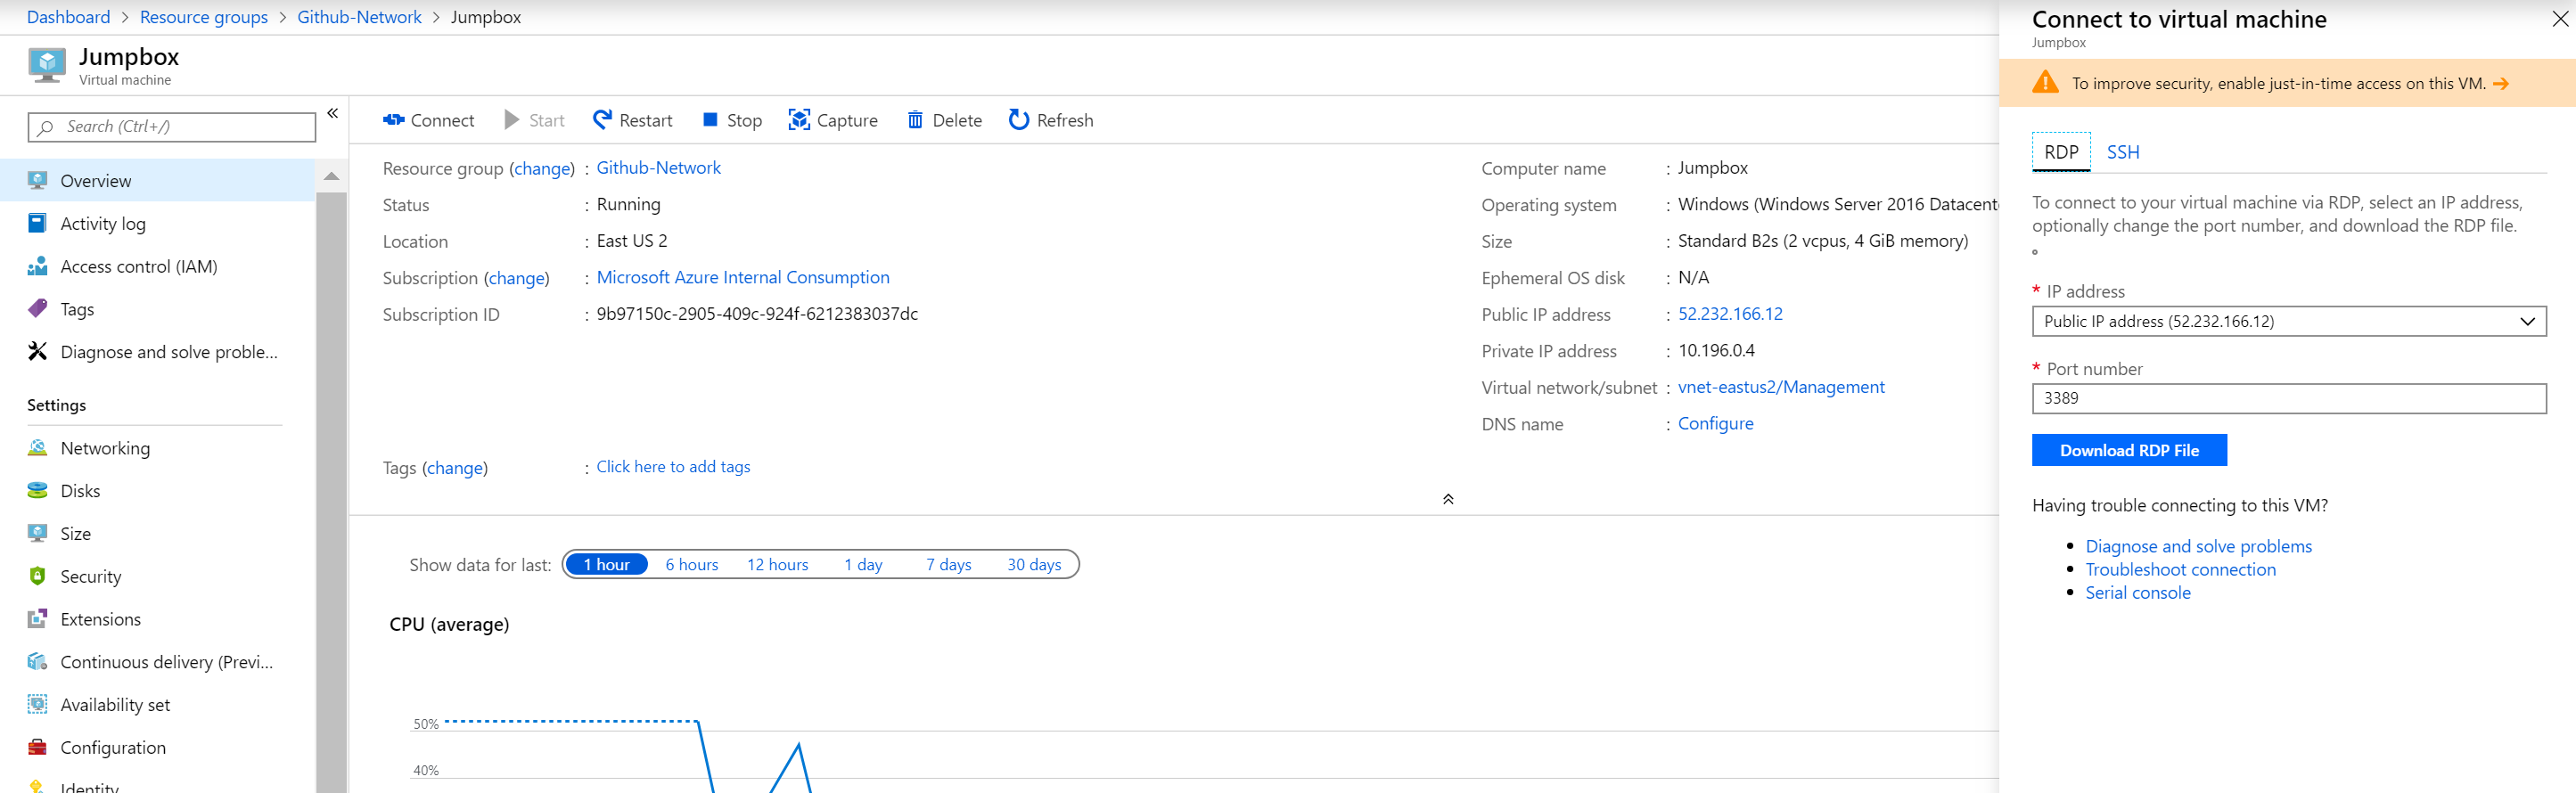 Dashboard > Resource groups > Github-Network > Jumpbox
Jumpbox
Virtual machine
Search (Ctrl+/)
«
Overview
Activity log
Access control (IAM)
Tags
Diagnose and solve proble...
Settings
Networking
Disks
Size
Security
Extensions
Continuous delivery (Previ...
Availability set
Configuration
Identity
Connect Start Restart Stop Capture Delete Refresh
Resource group (change) : Github-Network
Status : Running
Location : East US 2
Subscription (change) : Microsoft Azure Internal Consumption
Subscription ID : 9b97150c-2905-409c-924f-6212383037dc
Computer name : Jumpbox
Operating system : Windows (Windows Server 2016 Datacent
Size : Standard B2s (2 vcpus, 4 GiB memory)
Ephemeral OS disk : N/A
Public IP address : 52.232.166.12
Private IP address : 10.196.0.4
Virtual network/subnet : vnet-eastus2/Management
DNS name : Configure
Tags (change) : Click here to add tags
Show data for last: 1 hour 6 hours 12 hours 1 day 7 days 30 days
CPU (average)
50%
40%
Connect to virtual machine
Jumpbox
To improve security, enable just-in-time access on this VM. →
RDP SSH
To connect to your virtual machine via RDP, select an IP address,
optionally change the port number, and download the RDP file.
* IP address
Public IP address (52.232.166.12)
* Port number
3389
Download RDP File
Having trouble connecting to this VM?
• Diagnose and solve problems
• Troubleshoot connection
• Serial console